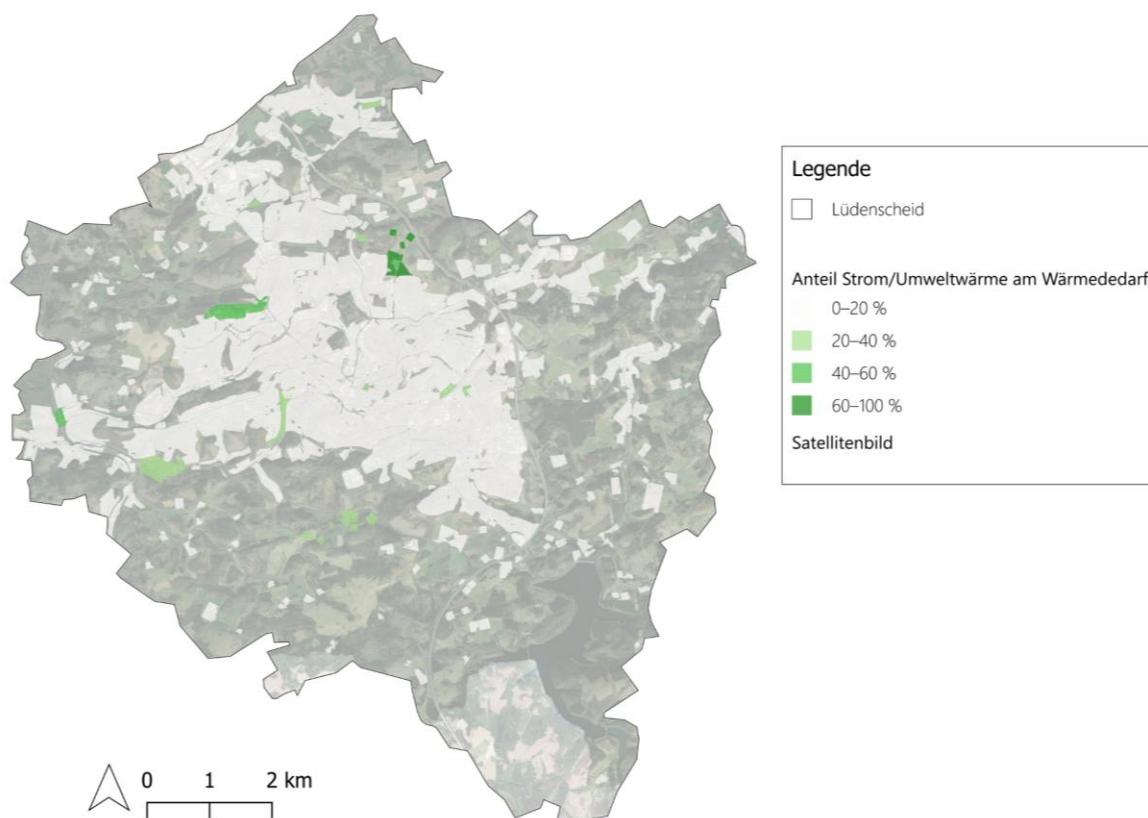 Legende
Lüdenscheid
Anteil Strom/Umweltwärme am Wärmedarf
0–20 %
20–40 %
40–60 %
60–100 %
Satellitenbild
0 1 2 km